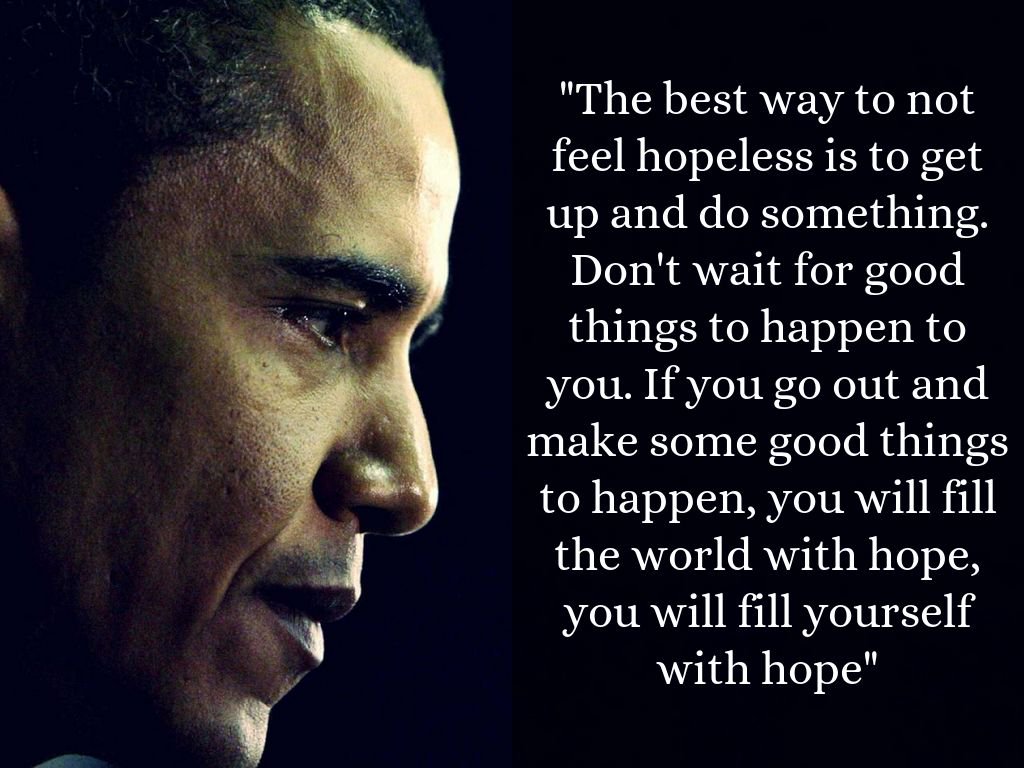 "The best way to not
feel hopeless is to get
up and do something.
Don't wait for good
things to happen to
you. If you go out and
make some good things
to happen, you will fill
the world with hope,
you will fill yourself
with hope"